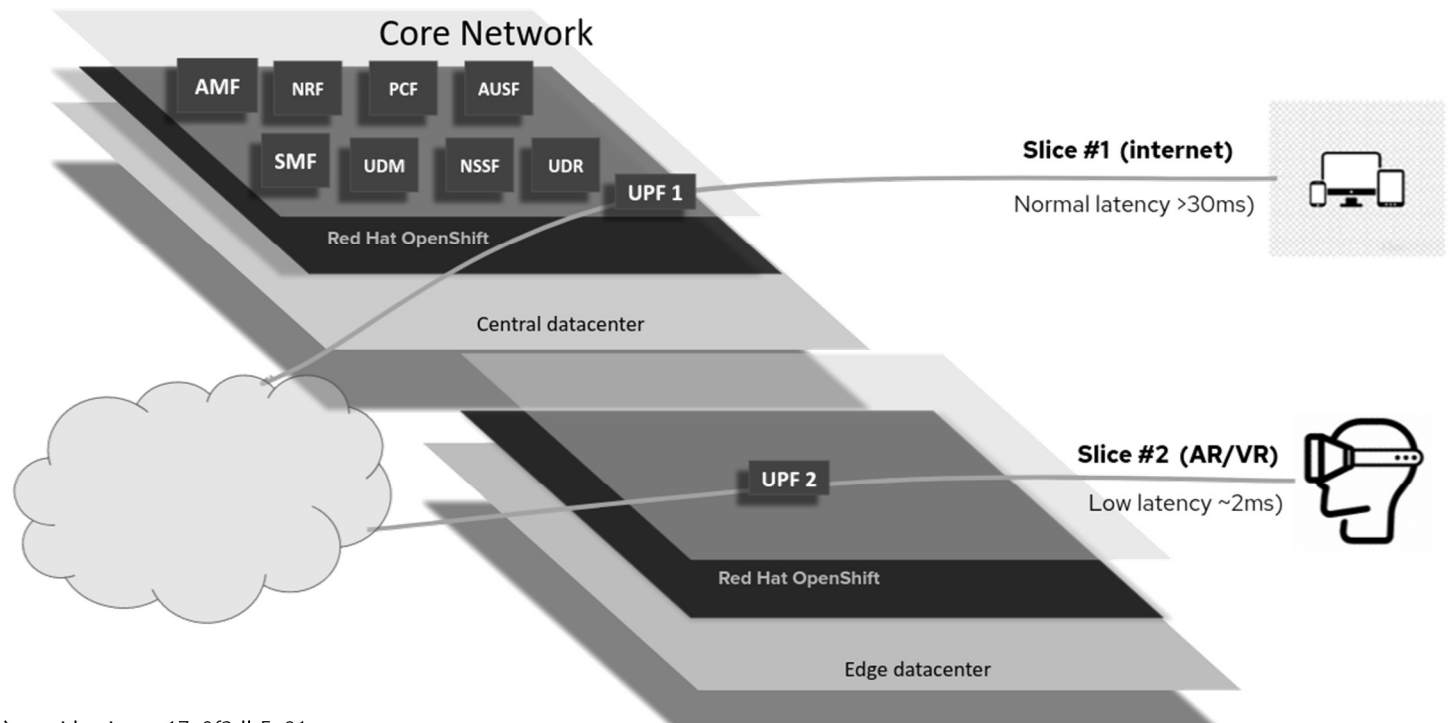 Core Network
AMF
NRF
PCF
AUSF
SMF
UDM
NSSF
UDR
UPF 1
Red Hat OpenShift
Central datacenter
Slice #1 (internet)
Normal latency >30ms)
UPF 2
Slice #2 (AR/VR)
Low latency ~2ms)
Red Hat OpenShift
Edge datacenter